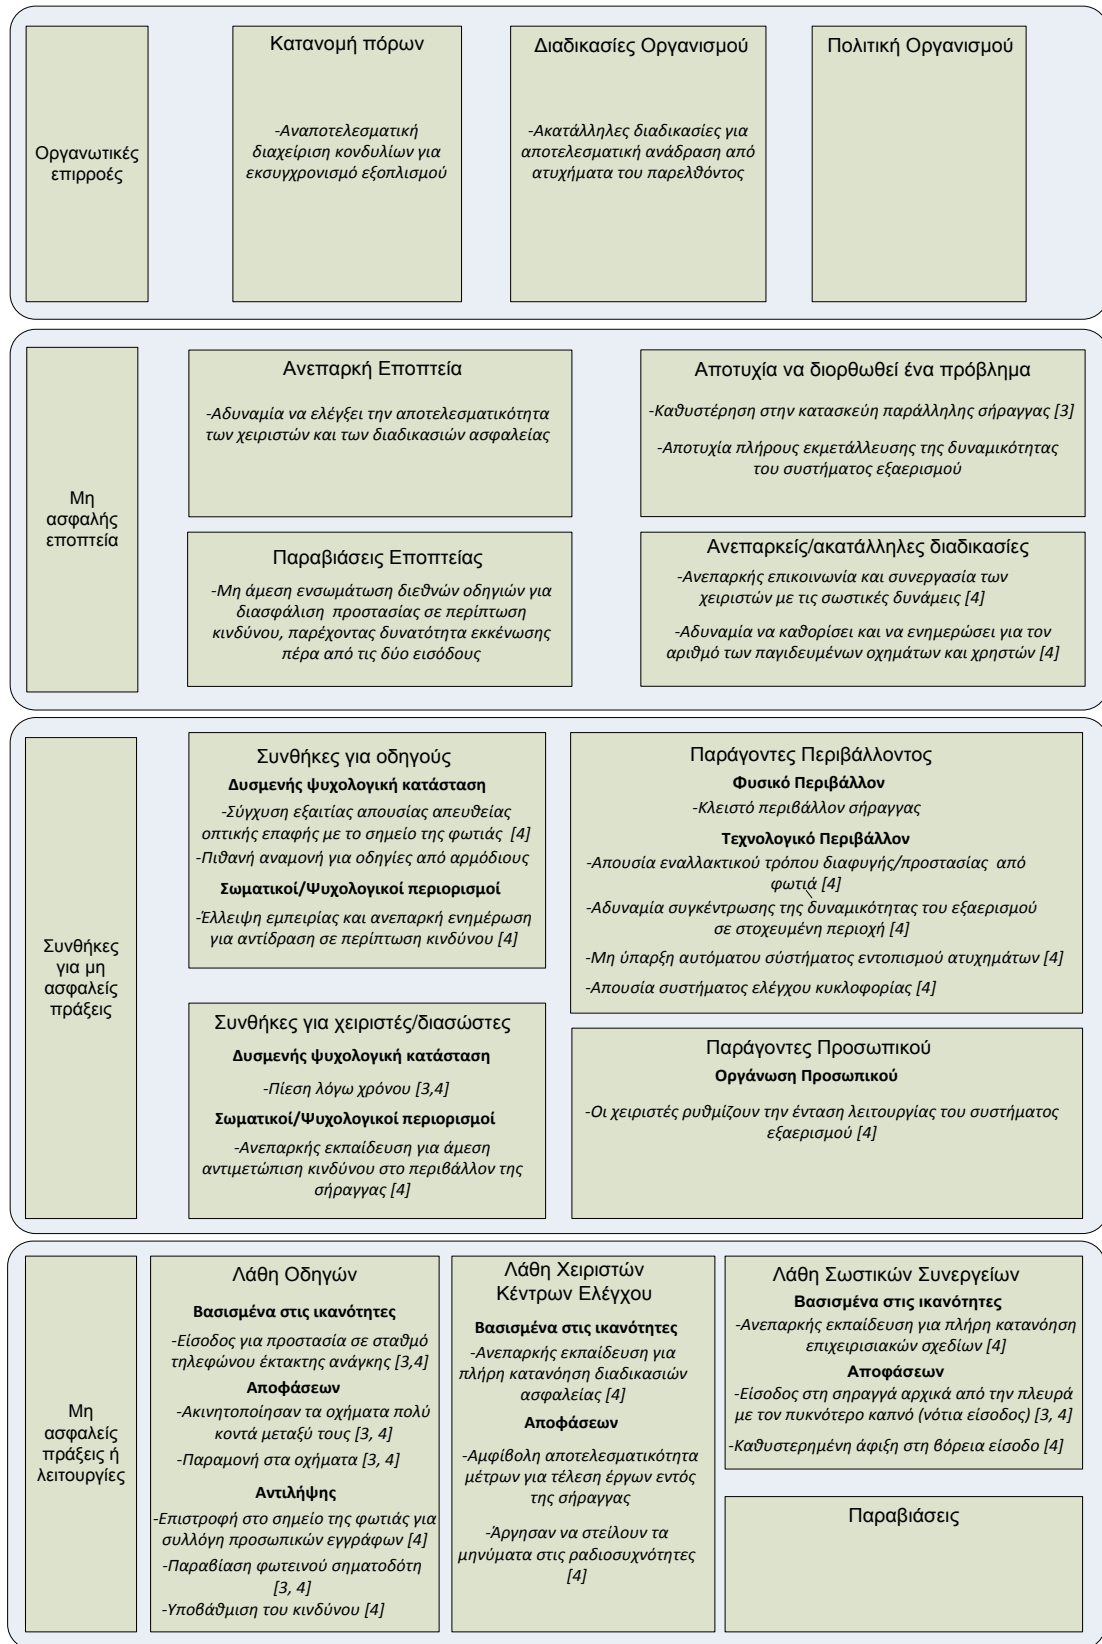 Οργανωτικές
επιρροές
Κατανομή πόρων
-Αναποτελεσματική
διαχείριση κονδυλίων για
εκσυγχρονισμό εξοπλισμού
Διαδικασίες Οργανισμού
-Ακατάλληλες διαδικασίες για
αποτελεσματική ανάδραση από
ατυχήματα του παρελθόντος
Πολιτική Οργανισμού
Μη
ασφαλής
εποπτεία
Ανεπαρκή Εποπτεία
-Αδυναμία να ελέγξει την αποτελεσματικότητα
των χειριστών και των διαδικασιών ασφαλείας
Αποτυχία να διορθωθεί ένα πρόβλημα
-Καθυστέρηση στην κατασκεύη παράλληλης σήραγγας [3]
-Αποτυχία πλήρους εκμετάλλευσης της δυναμικότητας
του συστήματος εξαερισμού
Παραβιάσεις Εποπτείας
-Μη άμεση ενσωμάτωση διεθνών οδηγιών για
διασφάλιση προστασίας σε περίπτωση
κινδύνου, παρέχοντας δυνατότητα εκκένωσης
πέρα από τις δύο εισόδους
Ανεπαρκείς/ακατάλληλες διαδικασίες
-Ανεπαρκής επικοινωνία και συνεργασία των
χειριστών με τις σωστικές δυνάμεις [4]
-Αδυναμία να καθορίσει και να ενημερώσει για τον
αριθμό των παγιδευμένων οχημάτων και χρηστών [4]
Συνθήκες
για μη
ασφαλείς
πράξεις
Συνθήκες για οδηγούς
Δυσμενής ψυχολογική κατάσταση
-Σύγχυση εξαιτίας απουσίας απευθείας
οπτικής επαφής με το σημείο της φωτιάς [4]
-Πιθανή αναμονή για οδηγίες από αρμόδιους
Σωματικοί/Ψυχολογικοί περιορισμοί
-Έλλειψη εμπειρίας και ανεπαρκή ενημέρωση
για αντίδραση σε περίπτωση κινδύνου [4]
Παράγοντες Περιβάλλοντος
Φυσικό Περιβάλλον
-Κλειστό περιβάλλον σήραγγας
Τεχνολογικό Περιβάλλον
-Απουσία εναλλακτικού τρόπου διαφυγής/προστασίας από
φωτιά [4]
-Αδυναμία συγκέντρωσης της δυναμικότητας του εξαερισμού
σε στοχευμένη περιοχή [4]
-Μη ύπαρξη αυτόματου σύστήματος εντοπισμού ατυχημάτων [4]
-Απουσία συστήματος ελέγχου κυκλοφορίας [4]
Συνθήκες για χειριστές/διασώστες
Δυσμενής ψυχολογική κατάσταση
-Πίεση λόγω χρόνου [3,4]
Σωματικοί/Ψυχολογικοί περιορισμοί
-Ανεπαρκής εκπαίδευση για άμεση
αντιμετώπιση κινδύνου στο περιβάλλον της
σήραγγας [4]
Παράγοντες Προσωπικού
Οργάνωση Προσωπικού
-Οι χειριστές ρυθμίζουν την ένταση λειτουργίας του συστήματος
εξαερισμού [4]
Μη
ασφαλείς
πράξεις ή
λειτουργίες
Λάθη Οδηγών
Βασισμένα στις ικανότητες
-Είσοδος για προστασία σε σταθμό
τηλεφώνου έκτακτης ανάγκης [3,4]
Αποφάσεων
-Ακινητοποίησαν τα οχήματα πολύ
κοντά μεταξύ τους [3, 4]
-Παραμονή στα οχήματα [3, 4]
Αντιλήψης
-Επιστροφή στο σημείο της φωτιάς για
συλλόγη προσωπικών εγγράφων [4]
-Παραβίαση φωτεινού σηματοδότη
[3, 4]
-Υποβάθμιση του κινδύνου [4]
Λάθη Χειριστών
Κέντρων Ελέγχου
Βασισμένα στις ικανότητες
-Ανεπαρκής εκπαίδευση για
πλήρη κατανόηση διαδικασιών
ασφαλείας [4]
Αποφάσεων
-Αμφίβολη αποτελεσματικότητα
μέτρων για τέλεση έργων εντός
της σήραγγας
-Άργησαν να στείλουν τα
μηνύματα στις ραδιοσυχνότητες
[4]
Λάθη Σωστικών Συνεργείων
Βασισμένα στις ικανότητες
-Ανεπαρκής εκπαίδευση για πλήρη κατανόηση
επιχειρισιακών σχεδίων [4]
Αποφάσεων
-Είσοδος στη σηραγγά αρχικά από την πλευρά
με τον πυκνότερο καπνό (νότια είσοδος) [3, 4]
-Καθυστερημένη άφιξη στη βόρεια είσοδο [4]
Παραβιάσεις